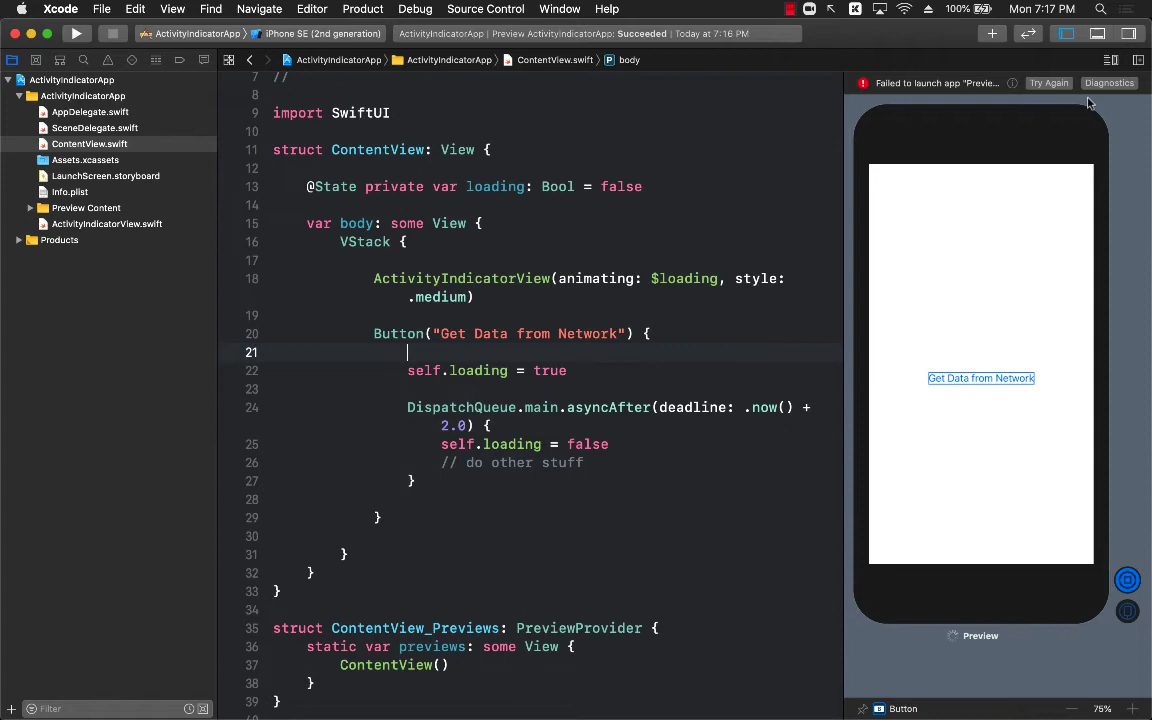 Xcode File Edit View Find Navigate Editor Product Debug Source Control Window Help 100% Mon 7:17 PM
ActivityIndicatorApp iPhone SE (2nd generation) ActivityIndicatorApp | Preview ActivityIndicatorApp: Succeeded | Today at 7:16 PM
ActivityIndicatorApp ActivityIndicatorApp ContentView.swift P body
ActivityIndicatorApp
ActivityIndicatorApp
AppDelegate.swift
SceneDelegate.swift
ContentView.swift
Assets.xcassets
LaunchScreen.storyboard
Info.plist
Preview Content
ActivityIndicatorView.swift
Products
Filter
7 //
8
9 import SwiftUI
10
11 struct ContentView: View {
12
13 @State private var loading: Bool = false
14
15 var body: some View {
16 VStack {
17
18 ActivityIndicatorView(animating: $loading, style:
.medium)
19
20 Button("Get Data from Network") {
21
22 self.loading = true
23
24 DispatchQueue.main.asyncAfter(deadline: .now() +
2.0) {
25 self.loading = false
26 // do other stuff
27 }
28
29 }
30
31 }
32 }
33 }
34
35 struct ContentView_Previews: PreviewProvider {
36 static var previews: some View {
37 ContentView()
38 }
39 }
Failed to launch app "Previe... Try Again Diagnostics
Get Data from Network
Preview
Button 75%